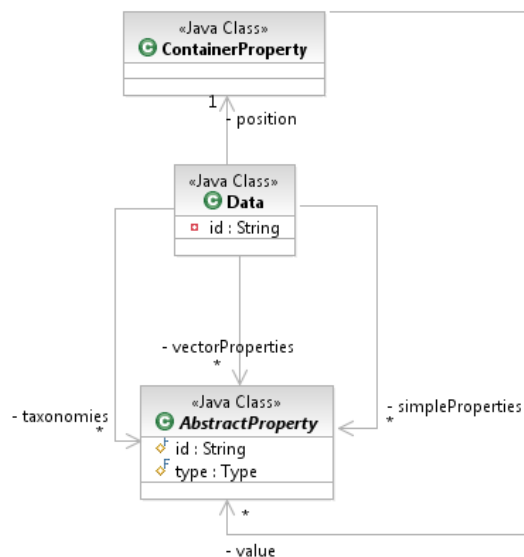 «Java Class»
C ContainerProperty
1
- position
«Java Class»
C Data
id : String
- vectorProperties
*
«Java Class»
- taxonomies
*
C AbstractProperty
- simpleProperties
*
F id : String
F type : Type
*
- value